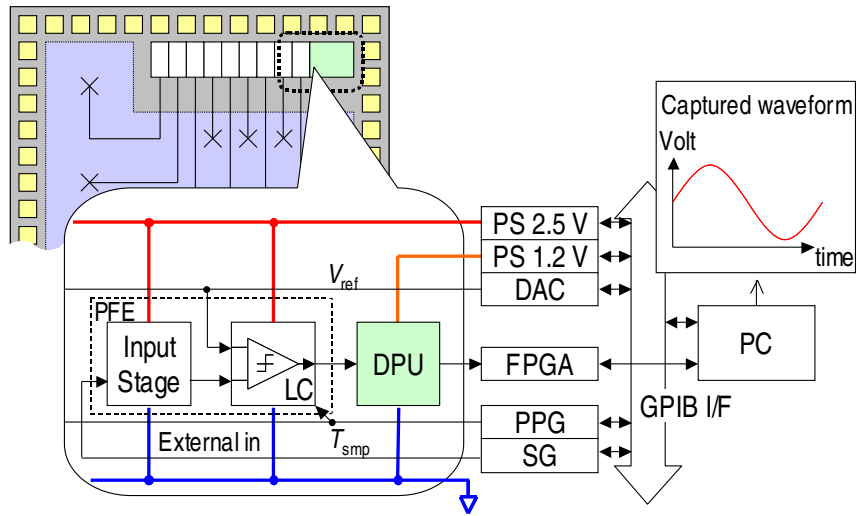 Captured waveform
Volt
time
PS 2.5 V
PS 1.2 V
DAC
Vref
PFE
Input
Stage
LC
DPU
FPGA
PC
GPIB I/F
External in
Tsmp
PPG
SG